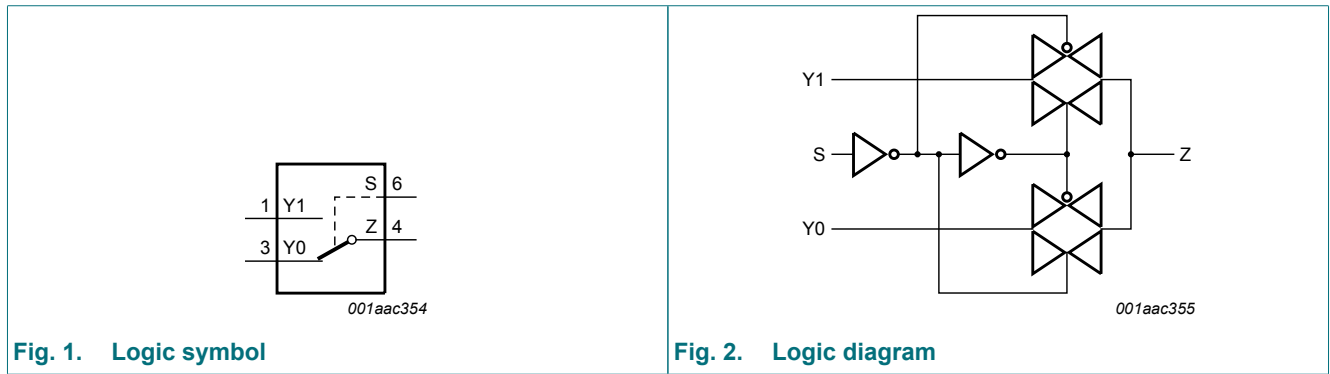 S 6
1 Y1
Z 4
3 Y0
001aac354
Fig. 1. Logic symbol
Y1
S
Z
Y0
001aac355
Fig. 2. Logic diagram